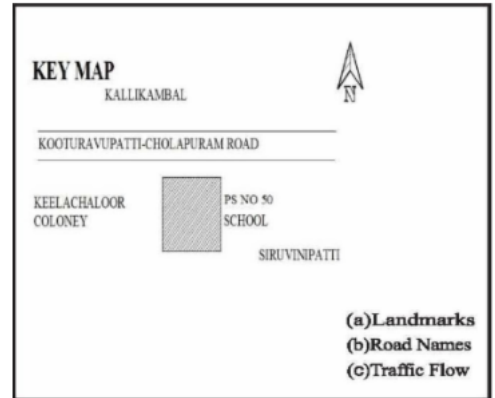 KEY MAP
KALLIKAMBAL
N
KOOTURAVUPATTI-CHOLAPURAM ROAD
KEELACHALOOR
COLONEY
PS NO 50
SCHOOL
SIRUVINIPATTI
(a)Landmarks
(b)Road Names
(c)Traffic Flow